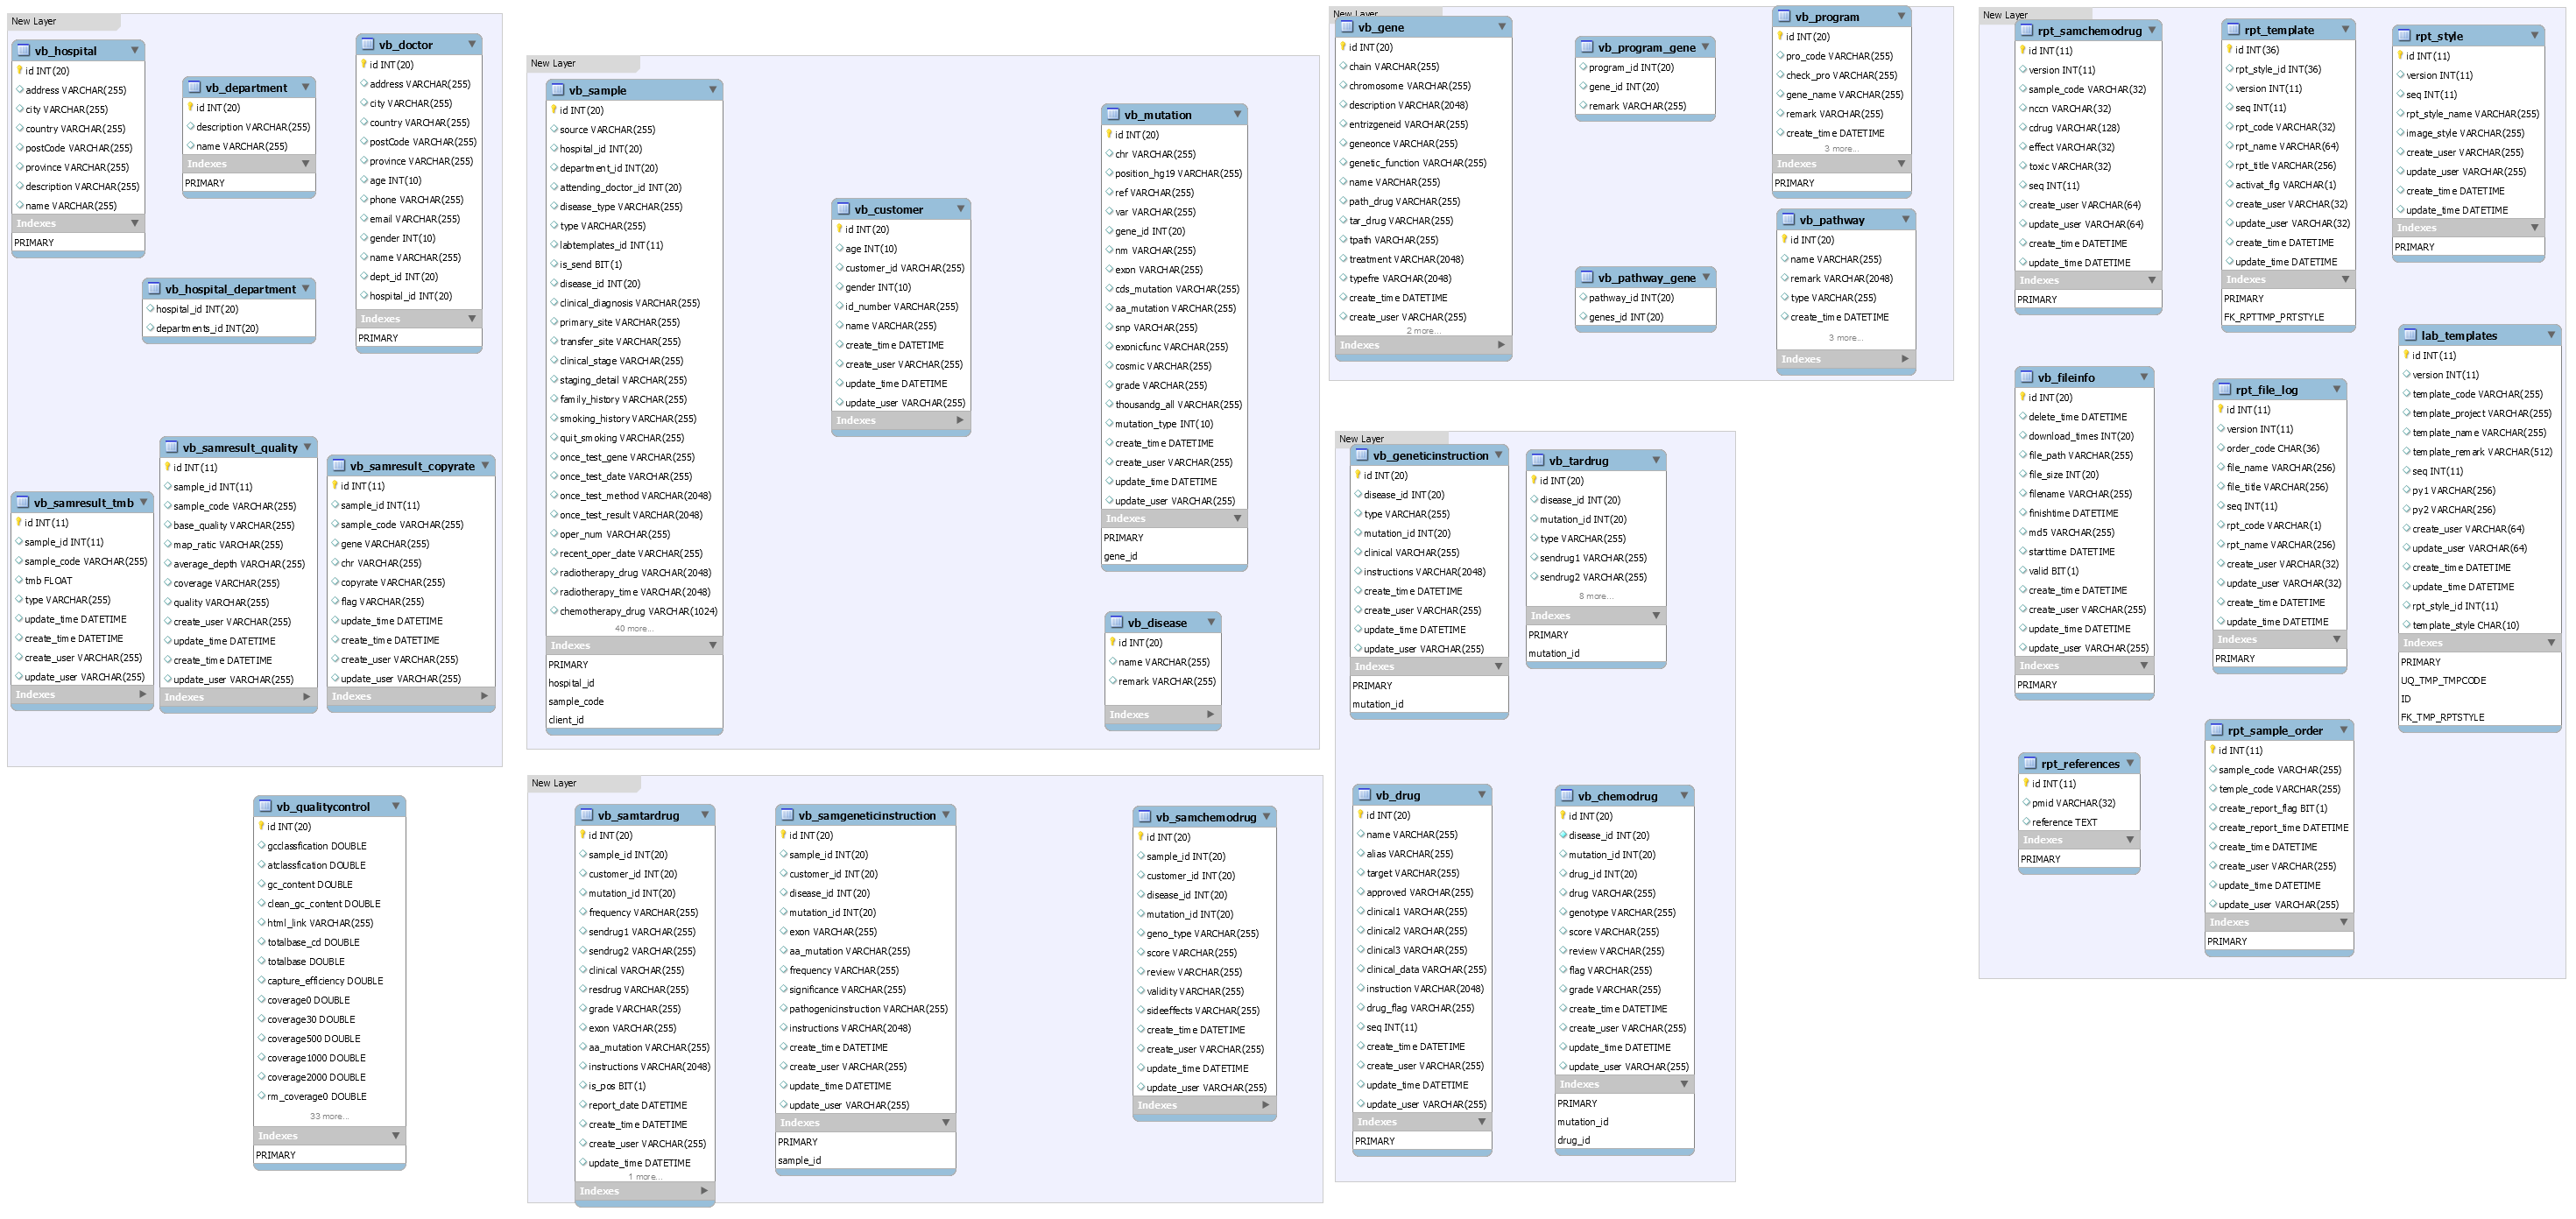 New Layer
vb_hospital
id INT(20)
address VARCHAR(255)
city VARCHAR(255)
country VARCHAR(255)
postCode VARCHAR(255)
province VARCHAR(255)
description VARCHAR(255)
name VARCHAR(255)
Indexes
PRIMARY
vb_department
id INT(20)
description VARCHAR(255)
name VARCHAR(255)
Indexes
PRIMARY
vb_doctor
id INT(20)
address VARCHAR(255)
city VARCHAR(255)
country VARCHAR(255)
postCode VARCHAR(255)
province VARCHAR(255)
age INT(10)
phone VARCHAR(255)
email VARCHAR(255)
gender INT(10)
name VARCHAR(255)
dept_id INT(20)
hospital_id INT(20)
Indexes
PRIMARY
vb_hospital_department
hospital_id INT(20)
departments_id INT(20)
vb_samresult_tmb
id INT(11)
sample_id INT(11)
sample_code VARCHAR(255)
tmb FLOAT
type VARCHAR(255)
update_time DATETIME
create_time DATETIME
create_user VARCHAR(255)
update_user VARCHAR(255)
Indexes
vb_samresult_quality
id INT(11)
sample_id INT(11)
sample_code VARCHAR(255)
base_quality VARCHAR(255)
map_ratic VARCHAR(255)
average_depth VARCHAR(255)
coverage VARCHAR(255)
quality VARCHAR(255)
create_user VARCHAR(255)
update_time DATETIME
create_time DATETIME
update_user VARCHAR(255)
Indexes
vb_samresult_copyrate
id INT(11)
sample_id INT(11)
sample_code VARCHAR(255)
gene VARCHAR(255)
chr VARCHAR(255)
copyrate VARCHAR(255)
flag VARCHAR(255)
update_time DATETIME
create_time DATETIME
create_user VARCHAR(255)
update_user VARCHAR(255)
Indexes
vb_qualitycontrol
id INT(20)
gcclassfication DOUBLE
atclassfication DOUBLE
gc_content DOUBLE
clean_gc_content DOUBLE
html_link VARCHAR(255)
totalbase_cd DOUBLE
totalbase DOUBLE
capture_efficiency DOUBLE
coverage0 DOUBLE
coverage30 DOUBLE
coverage500 DOUBLE
coverage1000 DOUBLE
coverage2000 DOUBLE
rm_coverage0 DOUBLE
33 more...
Indexes
PRIMARY
New Layer
vb_sample
id INT(20)
source VARCHAR(255)
hospital_id INT(20)
department_id INT(20)
attending_doctor_id INT(20)
disease_type VARCHAR(255)
type VARCHAR(255)
labtemplates_id INT(11)
is_send BIT(1)
disease_id INT(20)
clinical_diagnosis VARCHAR(255)
primary_site VARCHAR(255)
transfer_site VARCHAR(255)
clinical_stage VARCHAR(255)
staging_detail VARCHAR(255)
family_history VARCHAR(255)
smoking_history VARCHAR(255)
quit_smoking VARCHAR(255)
once_test_gene VARCHAR(255)
once_test_date VARCHAR(255)
once_test_method VARCHAR(2048)
once_test_result VARCHAR(2048)
oper_num VARCHAR(255)
recent_oper_date VARCHAR(255)
radiotherapy_drug VARCHAR(2048)
radiotherapy_time VARCHAR(2048)
chemotherapy_drug VARCHAR(1024)
40 more...
Indexes
PRIMARY
hospital_id
sample_code
client_id
vb_customer
id INT(20)
age INT(10)
customer_id VARCHAR(255)
gender INT(10)
id_number VARCHAR(255)
name VARCHAR(255)
create_time DATETIME
create_user VARCHAR(255)
update_time DATETIME
update_user VARCHAR(255)
Indexes
vb_mutation
id INT(20)
chr VARCHAR(255)
position_hg19 VARCHAR(255)
ref VARCHAR(255)
var VARCHAR(255)
gene_id INT(20)
nm VARCHAR(255)
exon VARCHAR(255)
cds_mutation VARCHAR(255)
aa_mutation VARCHAR(255)
snp VARCHAR(255)
exonicfunc VARCHAR(255)
cosmic VARCHAR(255)
grade VARCHAR(255)
thousandg_all VARCHAR(255)
mutation_type INT(10)
create_time DATETIME
create_user VARCHAR(255)
update_time DATETIME
update_user VARCHAR(255)
Indexes
PRIMARY
gene_id
vb_disease
id INT(20)
name VARCHAR(255)
remark VARCHAR(255)
Indexes
New Layer
vb_samtardrug
id INT(20)
sample_id INT(20)
customer_id INT(20)
mutation_id INT(20)
frequency VARCHAR(255)
sendrug1 VARCHAR(255)
sendrug2 VARCHAR(255)
clinical VARCHAR(255)
resdrug VARCHAR(255)
grade VARCHAR(255)
exon VARCHAR(255)
aa_mutation VARCHAR(255)
instructions VARCHAR(2048)
is_pos BIT(1)
report_date DATETIME
create_time DATETIME
create_user VARCHAR(255)
update_time DATETIME
1 more...
Indexes
vb_samgeneticinstruction
id INT(20)
sample_id INT(20)
customer_id INT(20)
disease_id INT(20)
mutation_id INT(20)
exon VARCHAR(255)
aa_mutation VARCHAR(255)
frequency VARCHAR(255)
significance VARCHAR(255)
pathogenicinstruction VARCHAR(255)
instructions VARCHAR(2048)
create_time DATETIME
create_user VARCHAR(255)
update_time DATETIME
update_user VARCHAR(255)
Indexes
PRIMARY
sample_id
vb_samchemodrug
id INT(20)
sample_id INT(20)
customer_id INT(20)
disease_id INT(20)
mutation_id INT(20)
geno_type VARCHAR(255)
score VARCHAR(255)
review VARCHAR(255)
validity VARCHAR(255)
sideeffects VARCHAR(255)
create_time DATETIME
create_user VARCHAR(255)
update_time DATETIME
update_user VARCHAR(255)
Indexes
New Layer
vb_gene
id INT(20)
chain VARCHAR(255)
chromosome VARCHAR(255)
description VARCHAR(2048)
entrizgeneid VARCHAR(255)
geneonce VARCHAR(255)
genetic_function VARCHAR(255)
name VARCHAR(255)
path_drug VARCHAR(255)
tar_drug VARCHAR(255)
tpath VARCHAR(255)
treatment VARCHAR(2048)
typefre VARCHAR(2048)
create_time DATETIME
create_user VARCHAR(255)
2 more...
Indexes
vb_program_gene
program_id INT(20)
gene_id INT(20)
remark VARCHAR(255)
vb_program
id INT(20)
pro_code VARCHAR(255)
check_pro VARCHAR(255)
gene_name VARCHAR(255)
remark VARCHAR(255)
create_time DATETIME
3 more...
Indexes
PRIMARY
vb_pathway_gene
pathway_id INT(20)
genes_id INT(20)
vb_pathway
id INT(20)
name VARCHAR(255)
remark VARCHAR(2048)
type VARCHAR(255)
create_time DATETIME
3 more...
Indexes
New Layer
vb_geneticinstruction
id INT(20)
disease_id INT(20)
type VARCHAR(255)
mutation_id INT(20)
clinical VARCHAR(255)
instructions VARCHAR(2048)
create_time DATETIME
create_user VARCHAR(255)
update_time DATETIME
update_user VARCHAR(255)
Indexes
PRIMARY
mutation_id
vb_tardrug
id INT(20)
disease_id INT(20)
mutation_id INT(20)
type VARCHAR(255)
sendrug1 VARCHAR(255)
sendrug2 VARCHAR(255)
8 more...
Indexes
PRIMARY
mutation_id
vb_drug
id INT(20)
name VARCHAR(255)
alias VARCHAR(255)
target VARCHAR(255)
approved VARCHAR(255)
clinical1 VARCHAR(255)
clinical2 VARCHAR(255)
clinical3 VARCHAR(255)
clinical_data VARCHAR(255)
instruction VARCHAR(2048)
drug_flag VARCHAR(255)
seq INT(11)
create_time DATETIME
create_user VARCHAR(255)
update_time DATETIME
update_user VARCHAR(255)
Indexes
PRIMARY
vb_chemodrug
id INT(20)
disease_id INT(20)
mutation_id INT(20)
drug_id INT(20)
drug VARCHAR(255)
genotype VARCHAR(255)
score VARCHAR(255)
review VARCHAR(255)
flag VARCHAR(255)
grade VARCHAR(255)
create_time DATETIME
create_user VARCHAR(255)
update_time DATETIME
update_user VARCHAR(255)
Indexes
PRIMARY
mutation_id
drug_id
New Layer
rpt_samchemodrug
id INT(11)
version INT(11)
sample_code VARCHAR(32)
nccn VARCHAR(32)
cdrug VARCHAR(128)
effect VARCHAR(32)
toxic VARCHAR(32)
seq INT(11)
create_user VARCHAR(64)
update_user VARCHAR(64)
create_time DATETIME
update_time DATETIME
Indexes
PRIMARY
rpt_template
id INT(36)
rpt_style_id INT(36)
version INT(11)
seq INT(11)
rpt_code VARCHAR(32)
rpt_name VARCHAR(64)
rpt_title VARCHAR(256)
activat_flg VARCHAR(1)
create_user VARCHAR(32)
update_user VARCHAR(32)
create_time DATETIME
update_time DATETIME
Indexes
PRIMARY
FK_RPTTMP_PRTSTYLE
rpt_style
id INT(11)
version INT(11)
seq INT(11)
rpt_style_name VARCHAR(255)
image_style VARCHAR(255)
create_user VARCHAR(255)
update_user VARCHAR(255)
create_time DATETIME
update_time DATETIME
Indexes
PRIMARY
vb_fileinfo
id INT(20)
delete_time DATETIME
download_times INT(20)
file_path VARCHAR(255)
file_size INT(20)
filename VARCHAR(255)
finishtime DATETIME
md5 VARCHAR(255)
starttime DATETIME
valid BIT(1)
create_time DATETIME
create_user VARCHAR(255)
update_time DATETIME
update_user VARCHAR(255)
Indexes
PRIMARY
rpt_file_log
id INT(11)
version INT(11)
order_code CHAR(36)
file_name VARCHAR(256)
file_title VARCHAR(256)
seq INT(11)
rpt_code VARCHAR(1)
rpt_name VARCHAR(256)
create_user VARCHAR(32)
update_user VARCHAR(32)
create_time DATETIME
update_time DATETIME
Indexes
PRIMARY
lab_templates
id INT(11)
version INT(11)
template_code VARCHAR(255)
template_project VARCHAR(255)
template_name VARCHAR(255)
template_remark VARCHAR(512)
seq INT(11)
py1 VARCHAR(256)
py2 VARCHAR(256)
create_user VARCHAR(64)
update_user VARCHAR(64)
create_time DATETIME
update_time DATETIME
rpt_style_id INT(11)
template_style CHAR(10)
Indexes
PRIMARY
UQ_TMP_TMPCODE
ID
FK_TMP_RPTSTYLE
rpt_references
id INT(11)
pmid VARCHAR(32)
reference TEXT
Indexes
PRIMARY
rpt_sample_order
id INT(11)
sample_code VARCHAR(255)
temple_code VARCHAR(255)
create_report_flag BIT(1)
create_report_time DATETIME
create_time DATETIME
create_user VARCHAR(255)
update_time DATETIME
update_user VARCHAR(255)
Indexes
PRIMARY